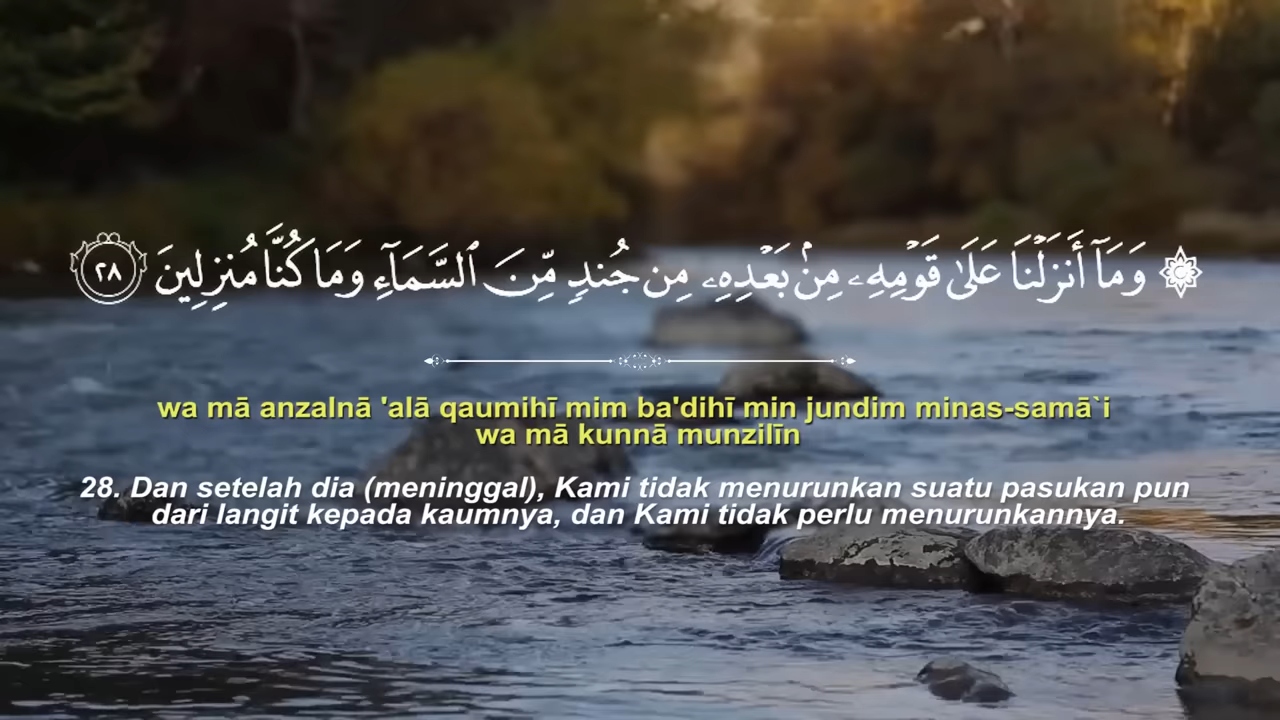 ۞ وَمَآ أَنزَلْنَا عَلَىٰ قَوْمِهِۦ مِنۢ بَعْدِهِۦ مِن جُندٍ مِّنَ ٱلسَّمَآءِ وَمَا كُنَّا مُنزِلِينَ ٢٨
wa mā anzalnā 'alā qaumihī mim ba'dihī min jundim minas-samā`i
wa mā kunnā munzilīn
28. Dan setelah dia (meninggal), Kami tidak menurunkan suatu pasukan pun
dari langit kepada kaumnya, dan Kami tidak perlu menurunkannya.